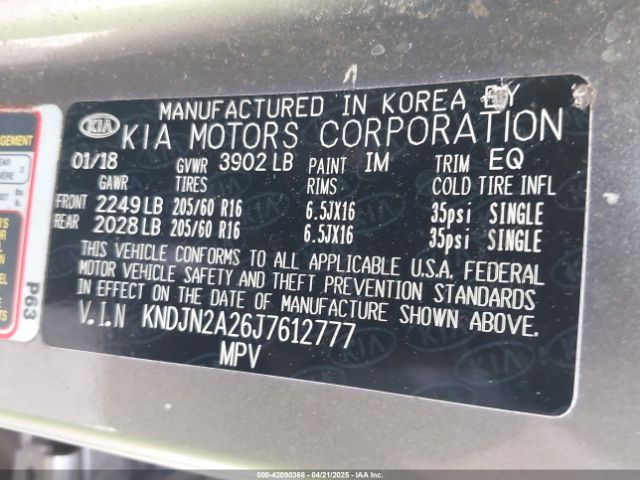 MANUFACTURED IN KOREA BY
KIA KIA MOTORS CORPORATION
01/18 GVWR 3902 LB PAINT IM TRIM EQ
GAWR TIRES RIMS COLD TIRE INFL
FRONT 2249 LB 205/60 R16 6.5JX16 35psi SINGLE
REAR 2028 LB 205/60 R16 6.5JX16 35psi SINGLE
THIS VEHICLE CONFORMS TO ALL APPLICABLE U.S.A. FEDERAL
MOTOR VEHICLE SAFETY AND THEFT PREVENTION STANDARDS
IN EFFECT ON THE DATE OF MANUFACTURE SHOWN ABOVE.
V.I.N KNDJN2A26J7612777
MPV
P63
000-42090368 - 04/21/2025 - IAA, INC.